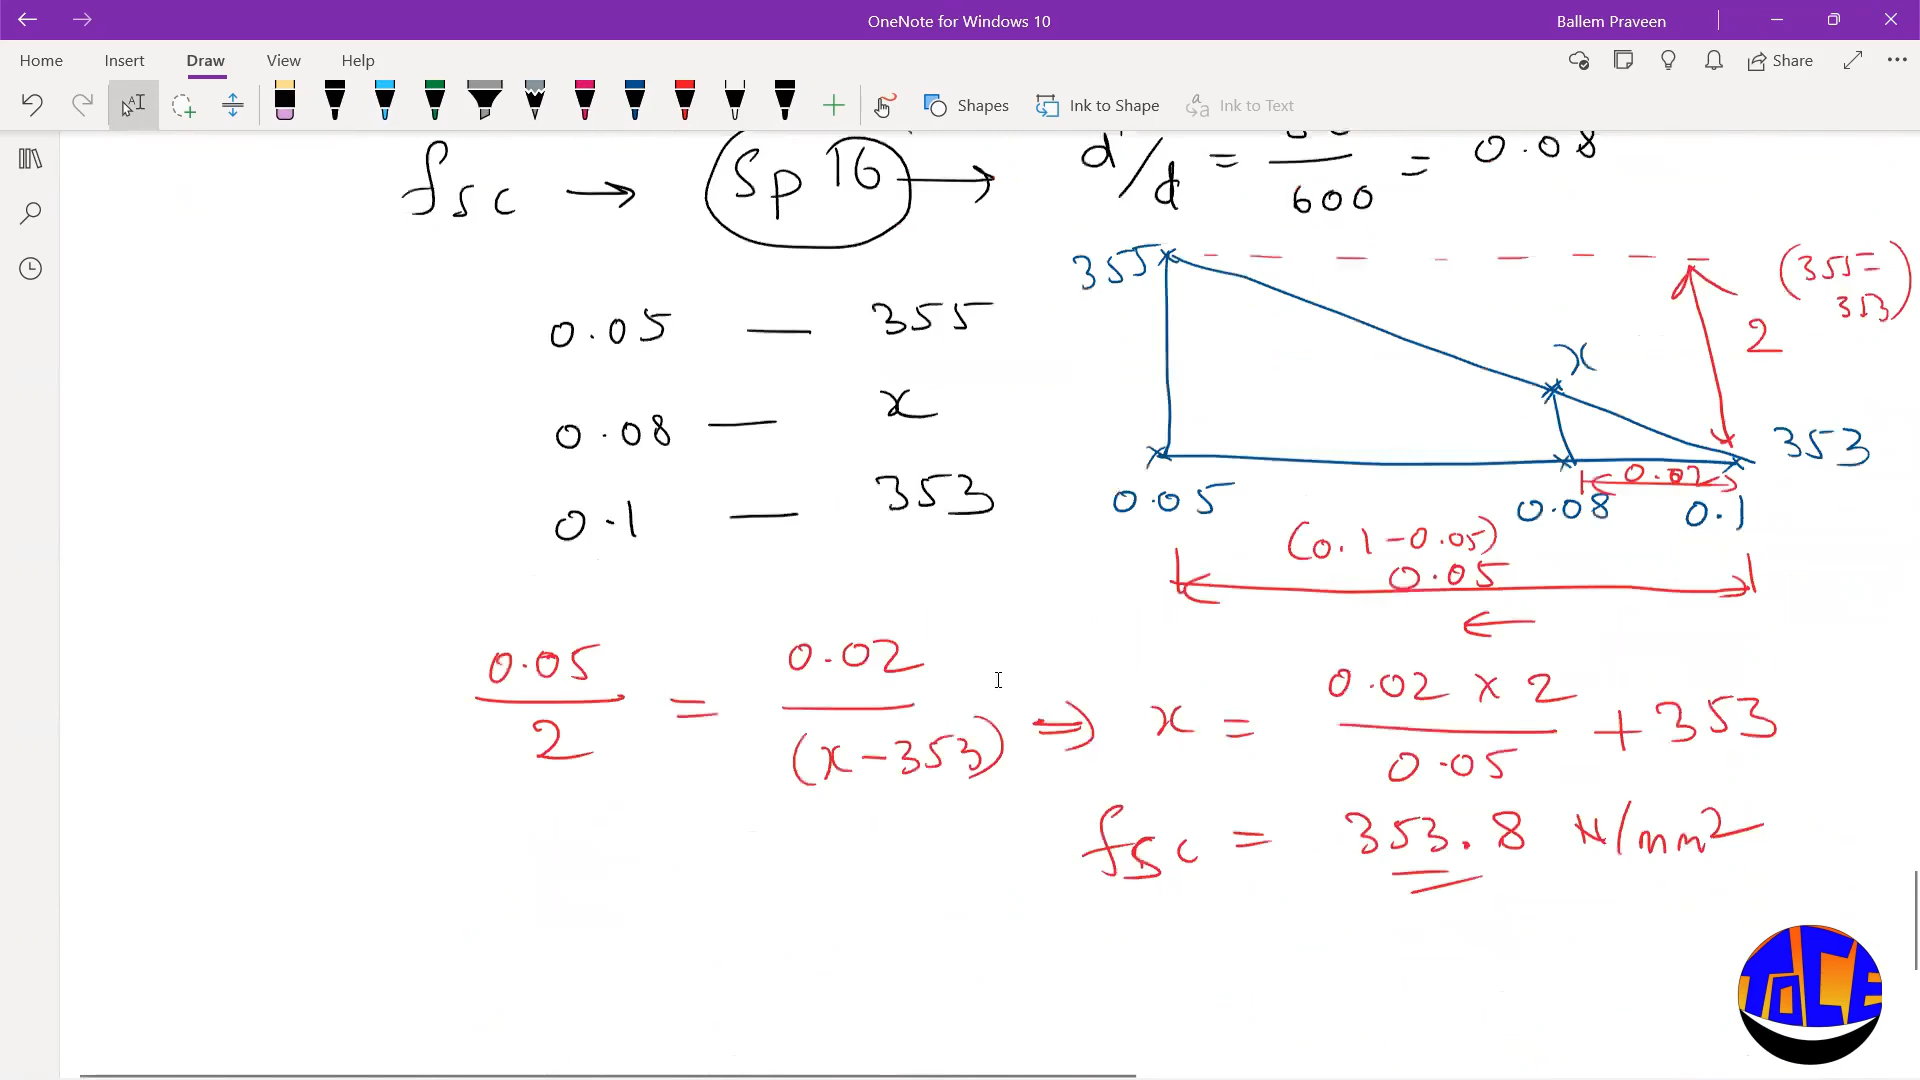 OneNote for Windows 10
Ballem Praveen
Home Insert Draw View Help
Share
Shapes Ink to Shape Ink to Text
fsc → Sp 16 → d'/d = /600 = 0.08
0.05 — 355
0.08 — x
0.1 — 353
355
(355-
353)
2
x
353
0.02
0.05 0.08 0.1
(0.1-0.05)
0.05
0.05/2 = 0.02/(x-353) ⇒ x = 0.02 x 2/0.05 + 353
fsc = 353.8 N/mm2